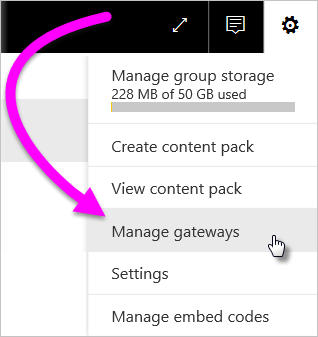 Manage group storage
228 MB of 50 GB used
Create content pack
View content pack
Manage gateways
Settings
Manage embed codes